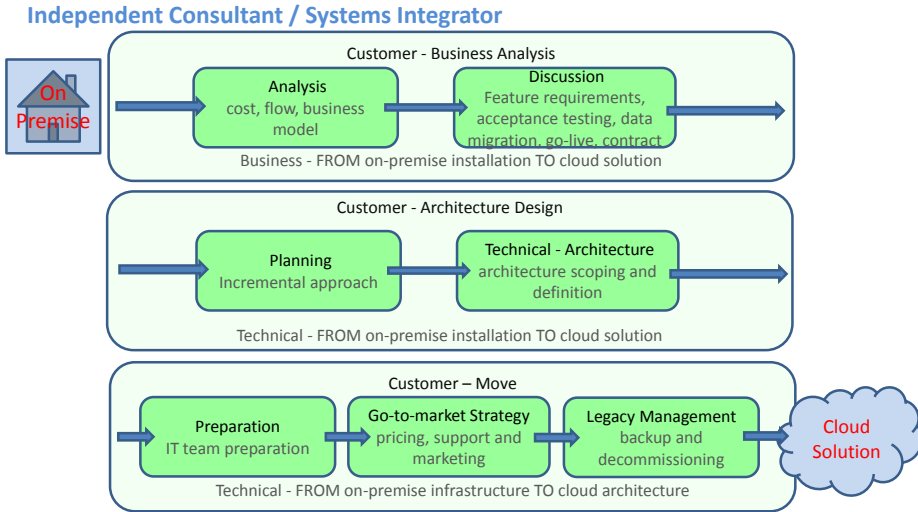 Independent Consultant / Systems Integrator
On
Premise
Customer - Business Analysis
Analysis
cost, flow, business
model
Discussion
Feature requirements,
acceptance testing, data
migration, go-live, contract
Business - FROM on-premise installation TO cloud solution
Customer - Architecture Design
Planning
Incremental approach
Technical - Architecture
architecture scoping and
definition
Technical - FROM on-premise installation TO cloud solution
Customer – Move
Preparation
IT team preparation
Go-to-market Strategy
pricing, support and
marketing
Legacy Management
backup and
decommissioning
Technical - FROM on-premise infrastructure TO cloud architecture
Cloud
Solution